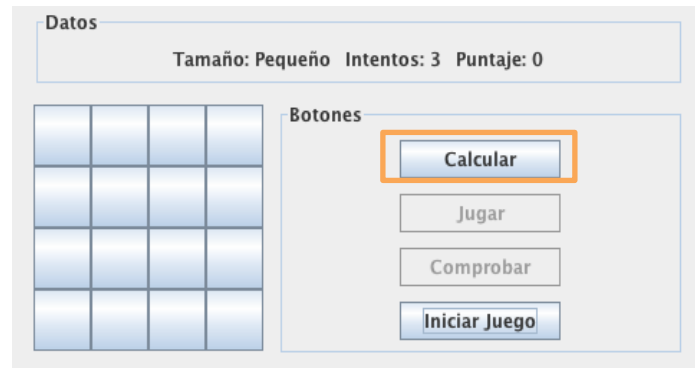 Datos
Tamaño: Pequeño Intentos: 3 Puntaje: 0
Botones
Calcular
Jugar
Comprobar
Iniciar Juego